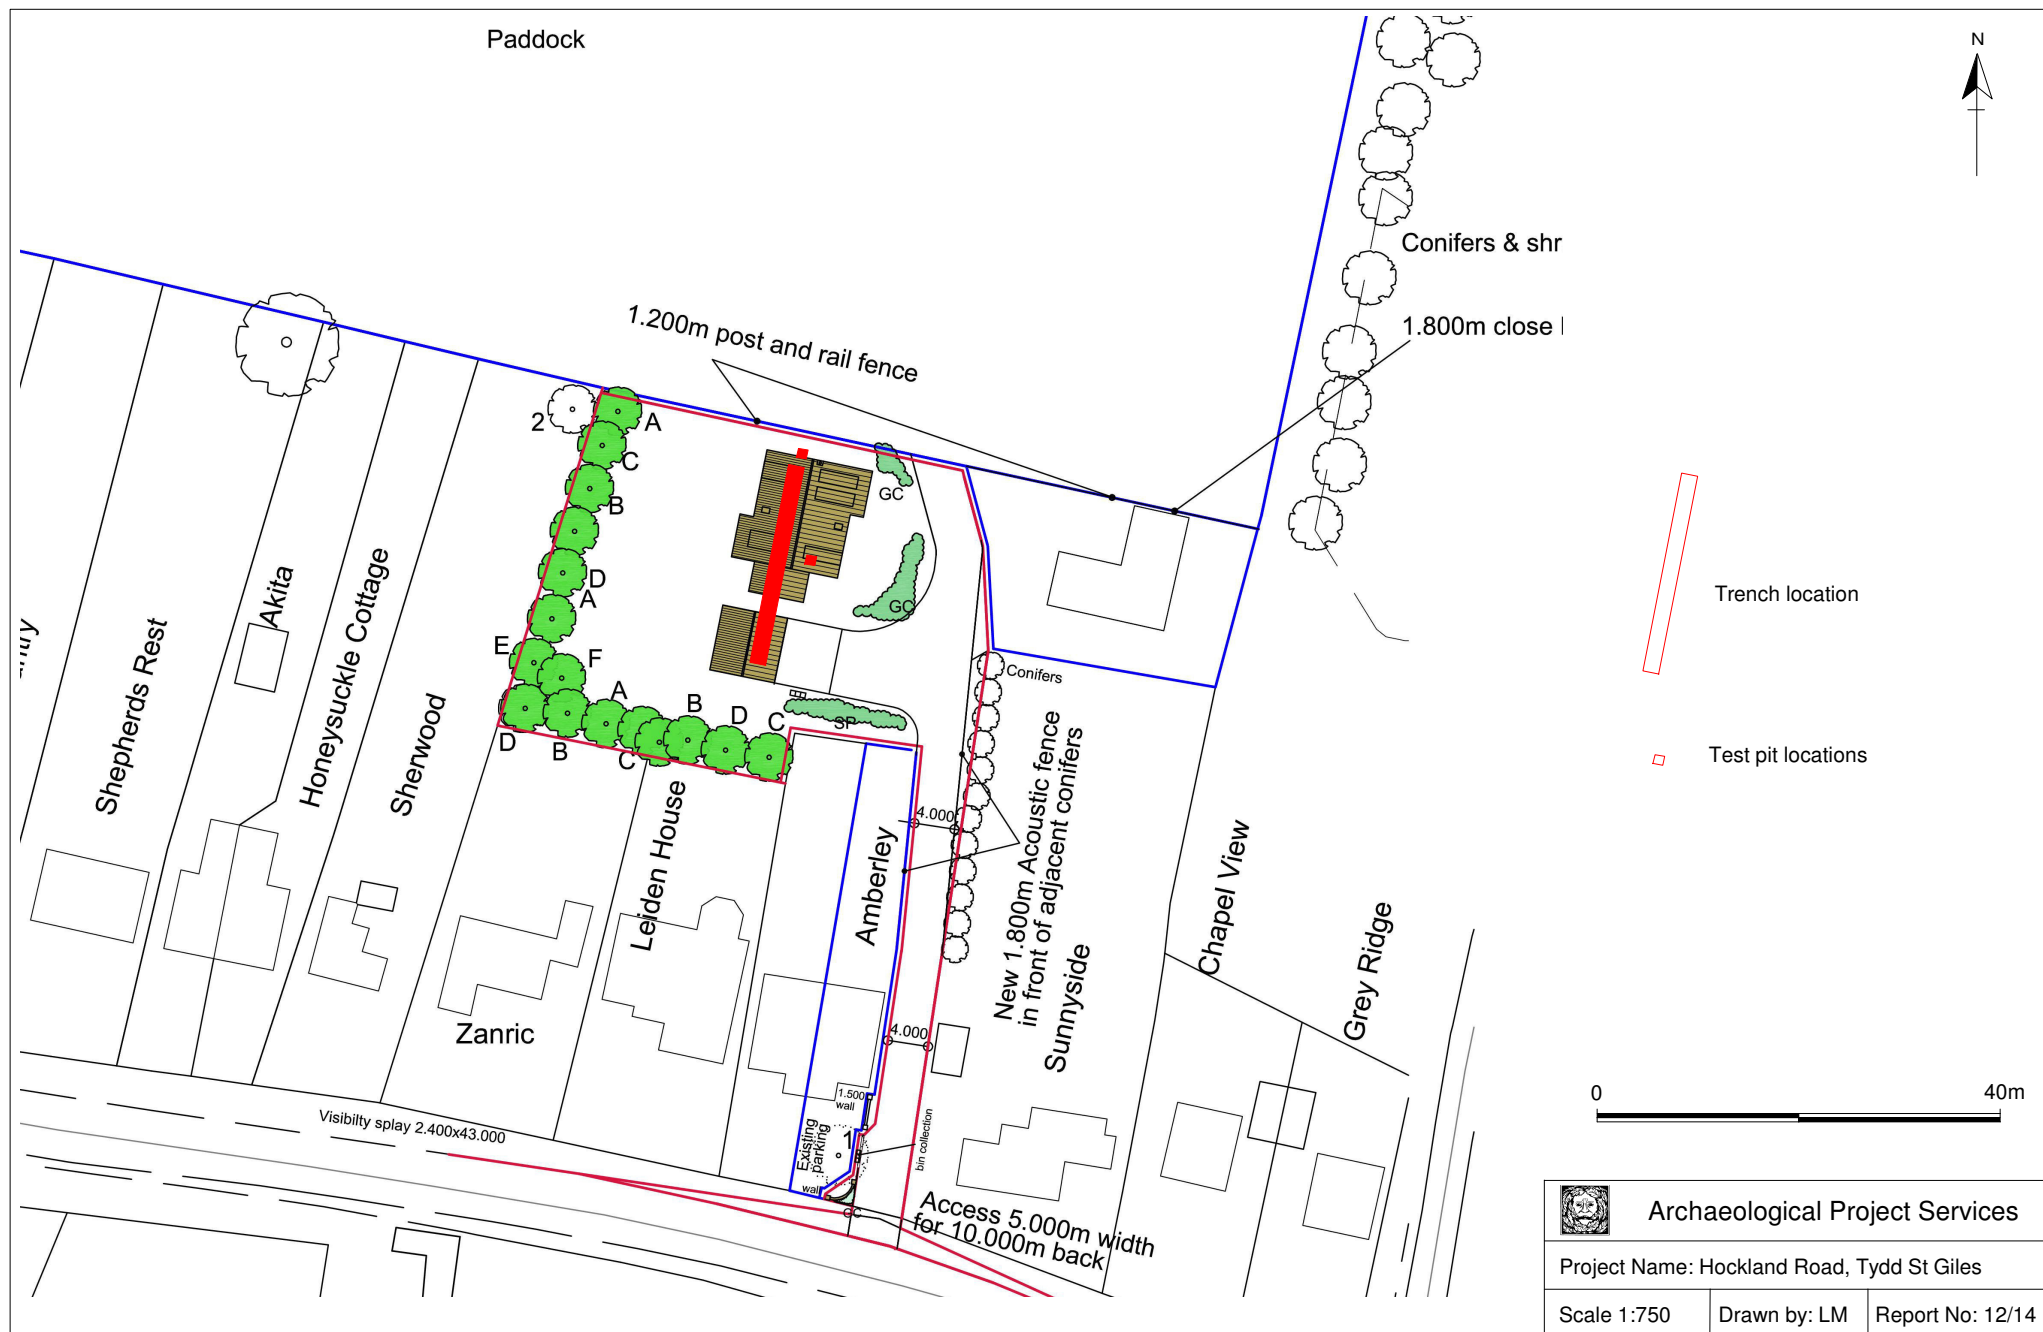 Paddock
N
Conifers & shr
1.800m close
1.200m post and rail fence
2
A
C
B
D
A
E
F
A
B
D
C
D
B
C
GC
GC
SP
Conifers
Shepherds Rest
Akita
Honeysuckle Cottage
Sherwood
Leiden House
Zanric
Amberley
4.000
4.000
New 1.800m Acoustic fence
in front of adjacent conifers
Sunnyside
Chapel View
Grey Ridge
Visibilty splay 2.400x43.000
1.500
wall
Existing
parking
1
wall
GC
bin collection
Access 5.000m width
for 10.000m back
Trench location
Test pit locations
0
40m
Archaeological Project Services
Project Name: Hockland Road, Tydd St Giles
Scale 1:750
Drawn by: LM
Report No: 12/14